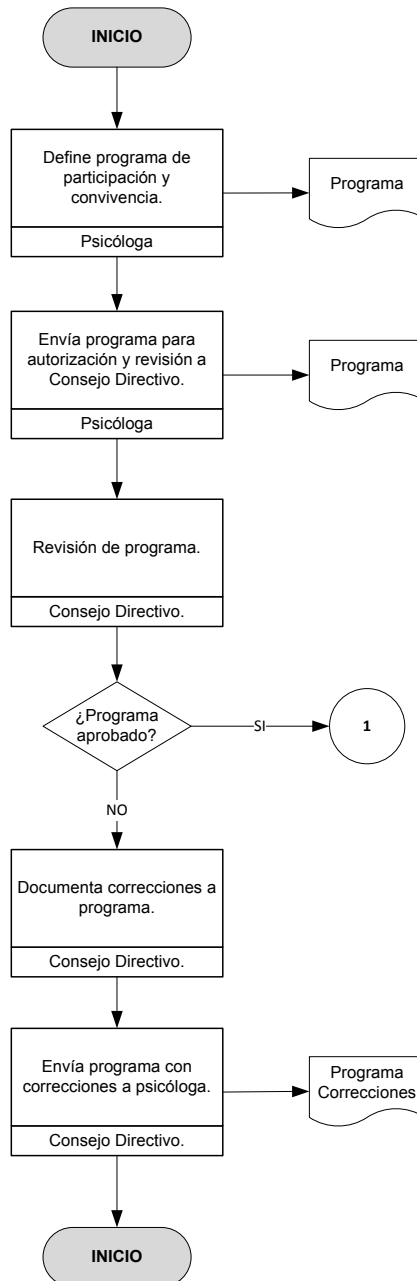 INICIO
Define programa de
participación y
convivencia.
Psicóloga
Programa
Envía programa para
autorización y revisión a
Consejo Directivo.
Psicóloga
Programa
Revisión de programa.
Consejo Directivo.
¿Programa
aprobado?
SI
1
NO
Documenta correcciones a
programa.
Consejo Directivo.
Envía programa con
correcciones a psicóloga.
Consejo Directivo.
Programa
Correcciones
INICIO